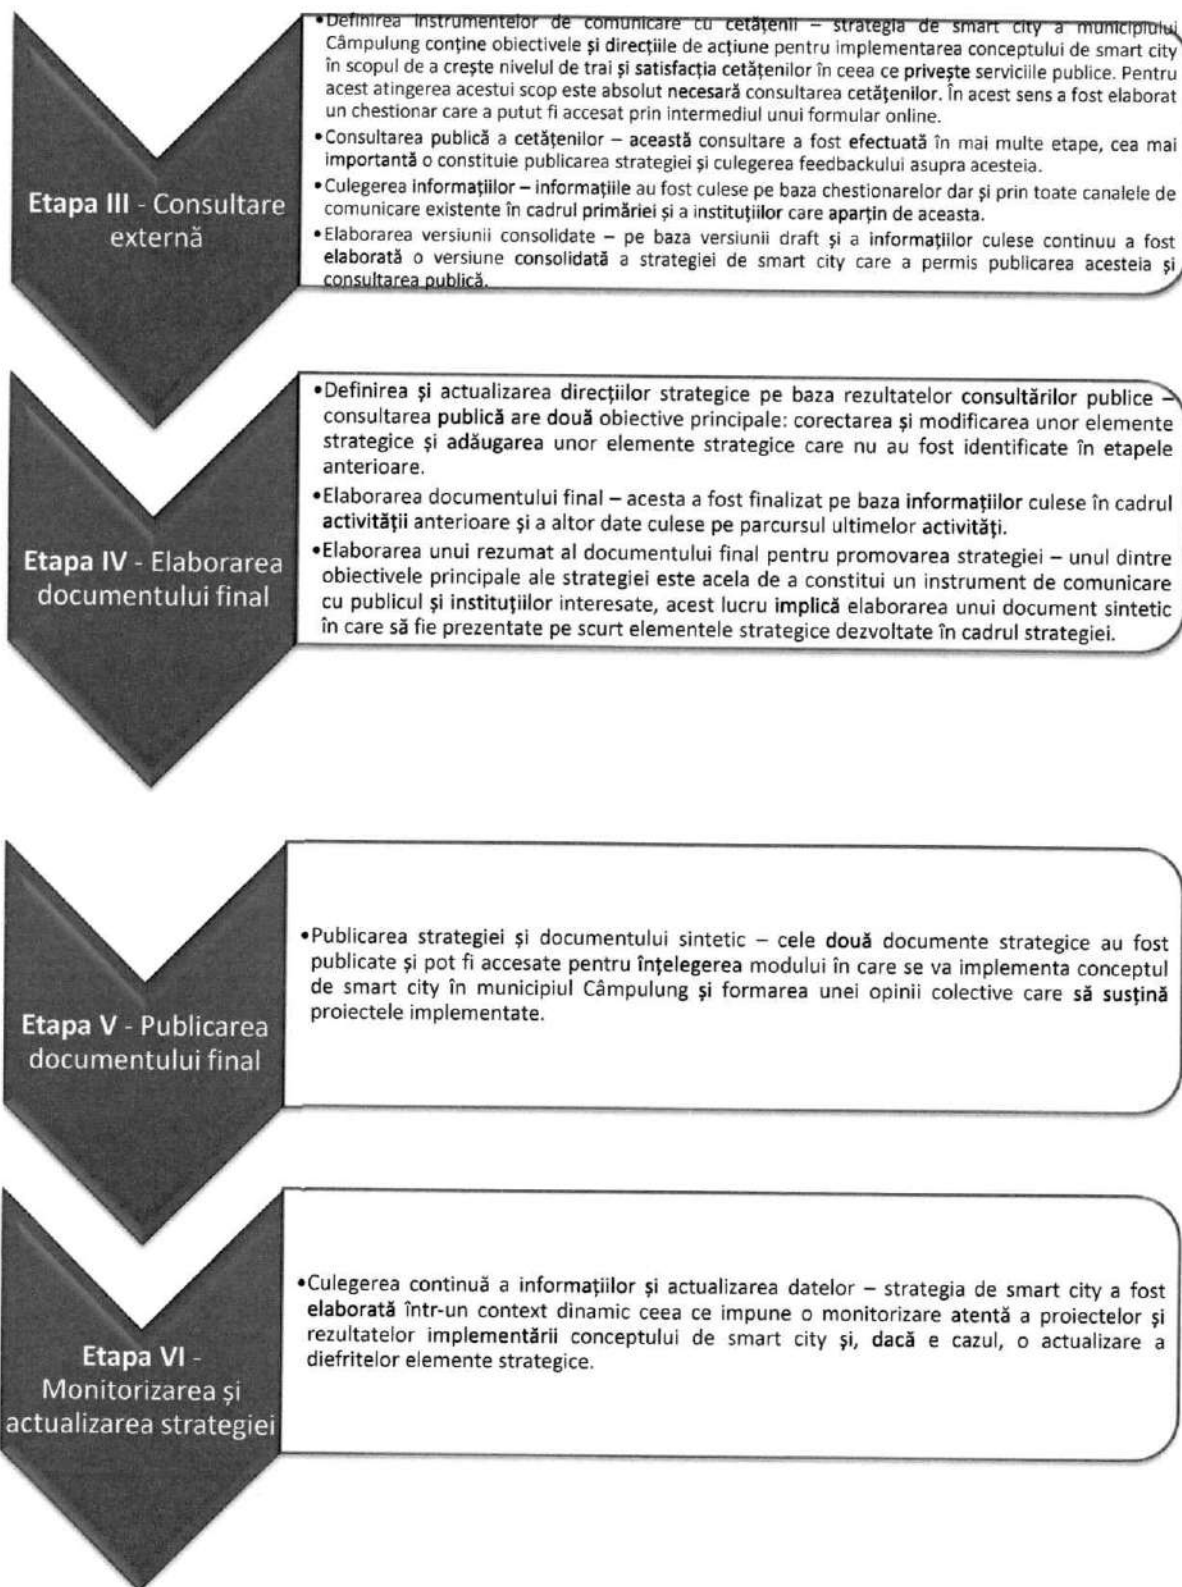 Etapa III - Consultare
externă
•Definirea instrumentelor de comunicare cu cetățenii – strategia de smart city a municipiului
Câmpulung conține obiectivele și direcțiile de acțiune pentru implementarea conceptului de smart city
în scopul de a crește nivelul de trai și satisfacția cetățenilor în ceea ce privește serviciile publice. Pentru
acest atingerea acestui scop este absolut necesară consultarea cetățenilor. În acest sens a fost elaborat
un chestionar care a putut fi accesat prin intermediul unui formular online.
•Consultarea publică a cetățenilor – această consultare a fost efectuată în mai multe etape, cea mai
importantă o constituie publicarea strategiei și culegerea feedbackului asupra acesteia.
•Culegerea informațiilor – informațiile au fost culese pe baza chestionarelor dar și prin toate canalele de
comunicare existente în cadrul primăriei și a instituțiilor care aparțin de aceasta.
•Elaborarea versiunii consolidate – pe baza versiunii draft și a informațiilor culese continuu a fost
elaborată o versiune consolidată a strategiei de smart city care a permis publicarea acesteia și
consultarea publică.
Etapa IV - Elaborarea
documentului final
•Definirea și actualizarea direcțiilor strategice pe baza rezultatelor consultărilor publice –
consultarea publică are două obiective principale: corectarea și modificarea unor elemente
strategice și adăugarea unor elemente strategice care nu au fost identificate în etapele
anterioare.
•Elaborarea documentului final – acesta a fost finalizat pe baza informațiilor culese în cadrul
activității anterioare și a altor date culese pe parcursul ultimelor activități.
•Elaborarea unui rezumat al documentului final pentru promovarea strategiei – unul dintre
obiectivele principale ale strategiei este acela de a constitui un instrument de comunicare
cu publicul și instituțiilor interesate, acest lucru implică elaborarea unui document sintetic
în care să fie prezentate pe scurt elementele strategice dezvoltate în cadrul strategiei.
Etapa V - Publicarea
documentului final
•Publicarea strategiei și documentului sintetic – cele două documente strategice au fost
publicate și pot fi accesate pentru înțelegerea modului în care se va implementa conceptul
de smart city în municipiul Câmpulung și formarea unei opinii colective care să susțină
proiectele implementate.
Etapa VI -
Monitorizarea și
actualizarea strategiei
•Culegerea continuă a informațiilor și actualizarea datelor – strategia de smart city a fost
elaborată într-un context dinamic ceea ce impune o monitorizare atentă a proiectelor și
rezultatelor implementării conceptului de smart city și, dacă e cazul, o actualizare a
diefritelor elemente strategice.